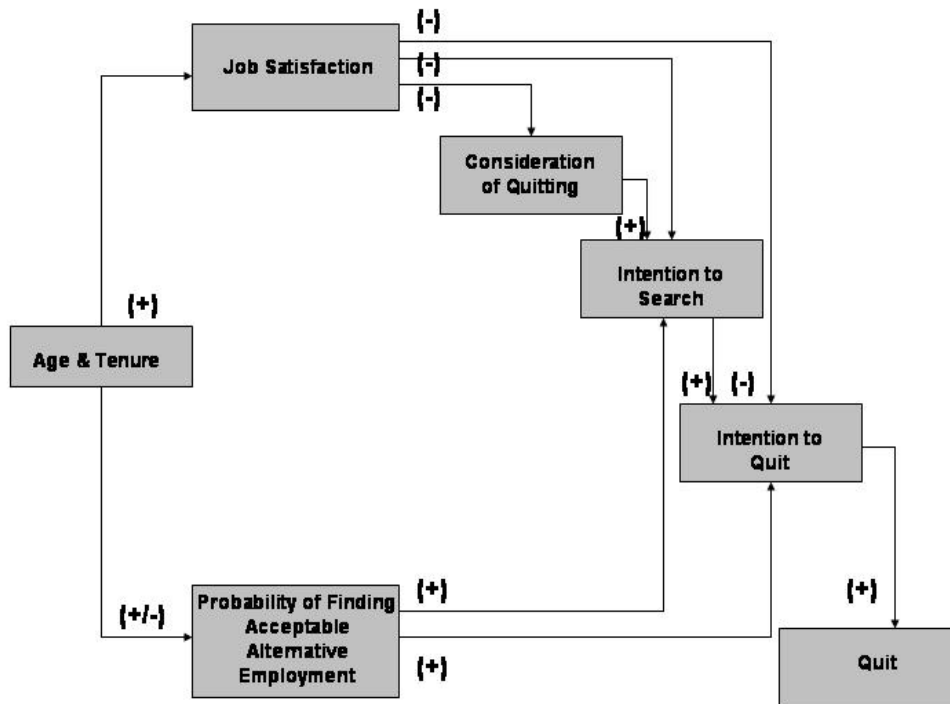 (-)
Job Satisfaction
(-)
(-)
Consideration
of Quitting
(+)
Intention to
Search
(+)
Age & Tenure
(+) (-)
Intention to
Quit
(+/-)
Probability of Finding
Acceptable
Alternative
Employment
(+)
(+)
(+)
Quit